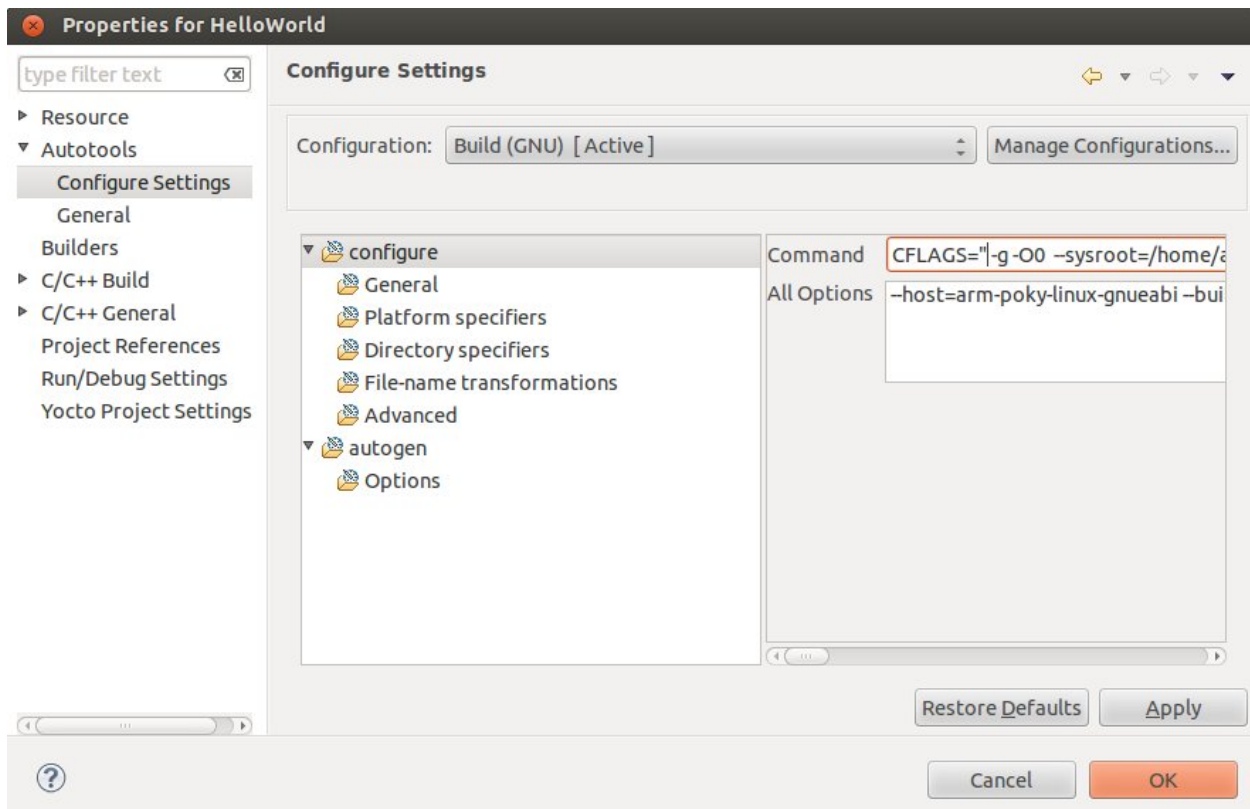 Properties for HelloWorld
type filter text
Resource
Autotools
Configure Settings
General
Builders
C/C++ Build
C/C++ General
Project References
Run/Debug Settings
Yocto Project Settings
Configure Settings
Configuration:
Build (GNU) [ Active ]
Manage Configurations...
configure
General
Platform specifiers
Directory specifiers
File-name transformations
Advanced
autogen
Options
Command
CFLAGS=" -g -O0 --sysroot=/home/a
All Options
--host=arm-poky-linux-gnueabi --bui
Restore Defaults
Apply
?
Cancel
OK